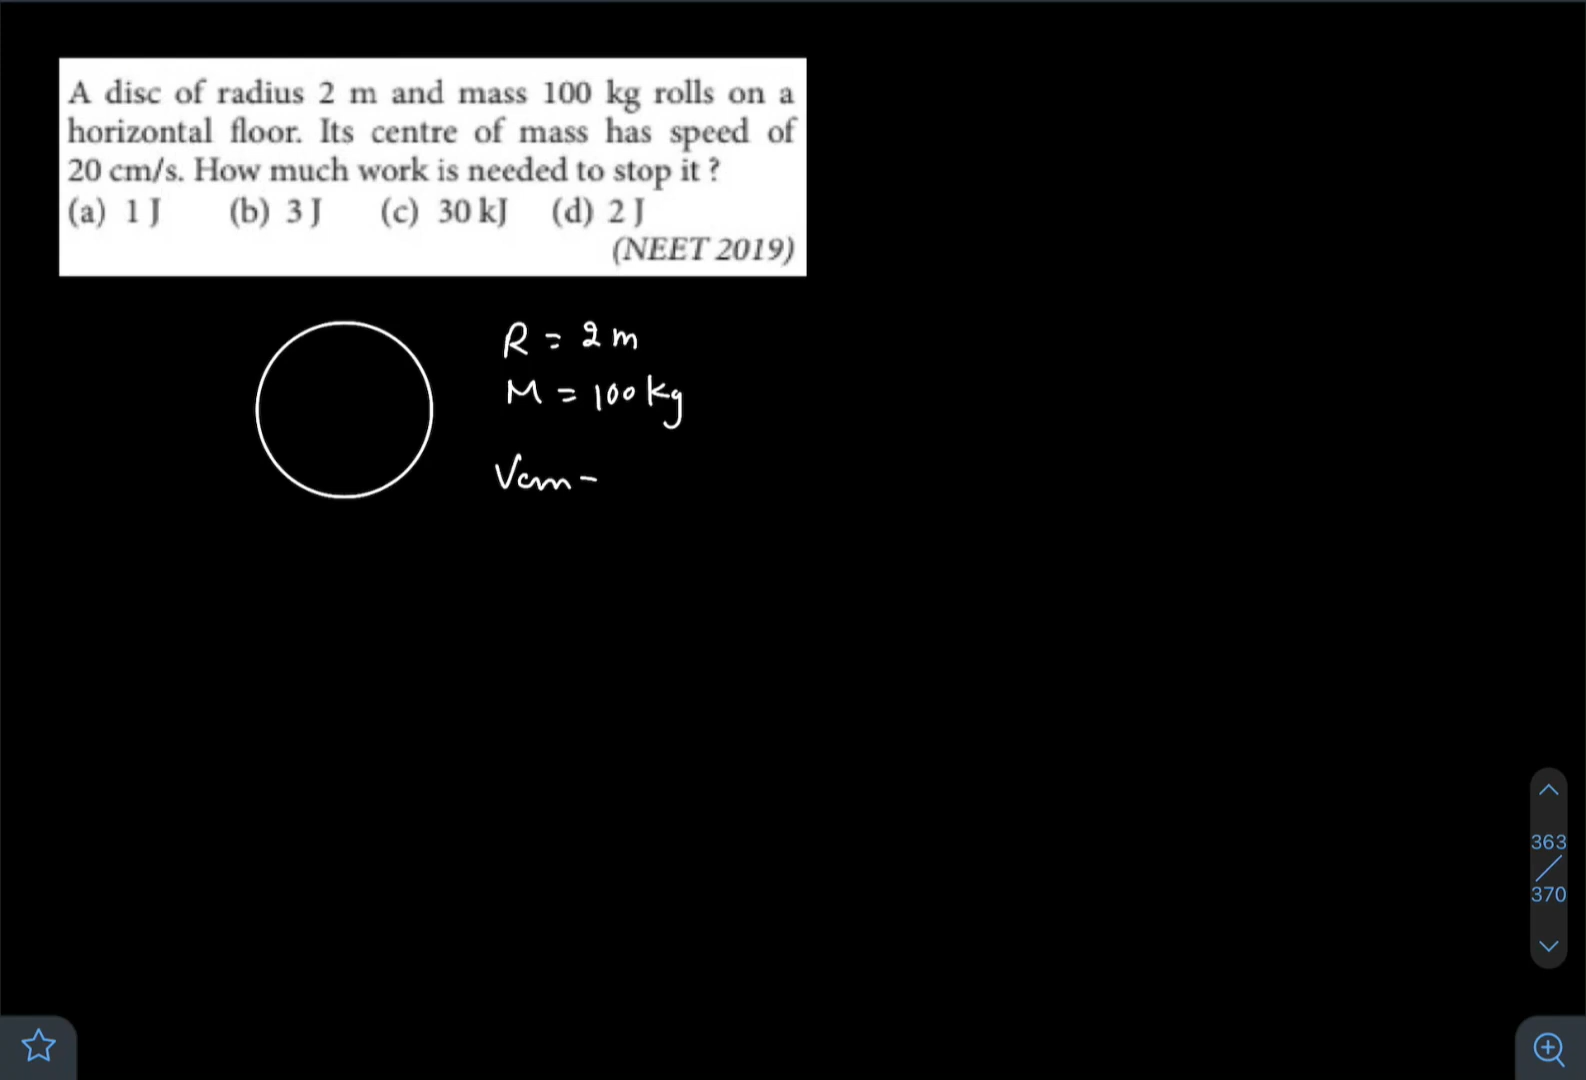 A disc of radius 2 m and mass 100 kg rolls on a
horizontal floor. Its centre of mass has speed of
20 cm/s. How much work is needed to stop it ?
(a) 1 J (b) 3 J (c) 30 kJ (d) 2 J
(NEET 2019)
R = 2 m
M = 100 kg
Vcm -
363
/
370